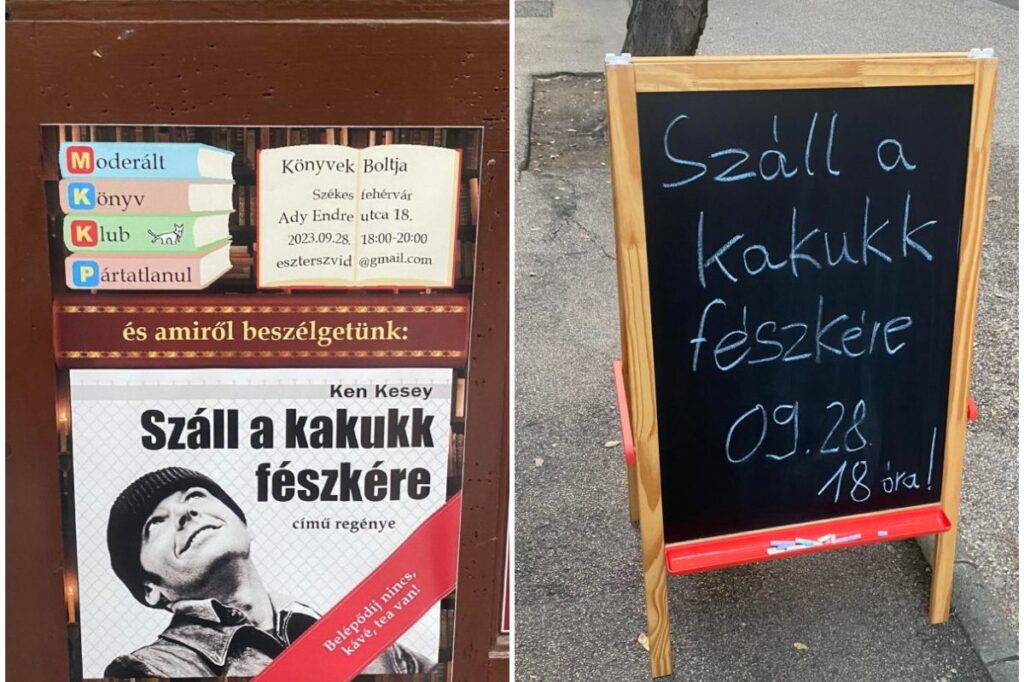 Moderált
Könyv
Klub
Pártatlanul
Könyvek Boltja
Székes fehérvár
Ady Endre utca 18.
2023.09.28. 18:00-20:00
eszterszvid @gmail.com
és amiről beszélgetünk:
Ken Kesey
Száll a kakukk
fészkére
című regénye
Belépődíj nincs,
kávé, tea van!
Száll a
kakukk
fészkére
09.28.
18 óra!